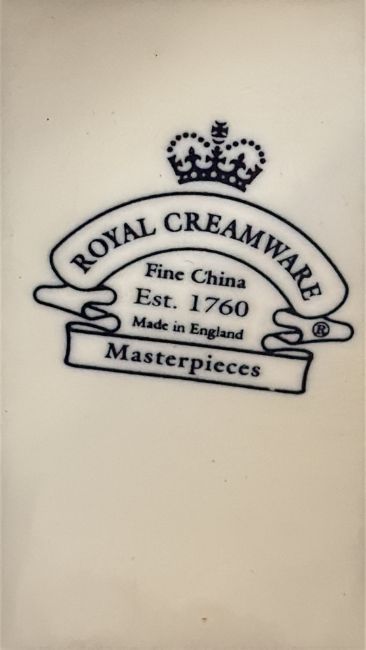 ROYAL CREAMWARE
Fine China
Est. 1760
Made in England
®
Masterpieces